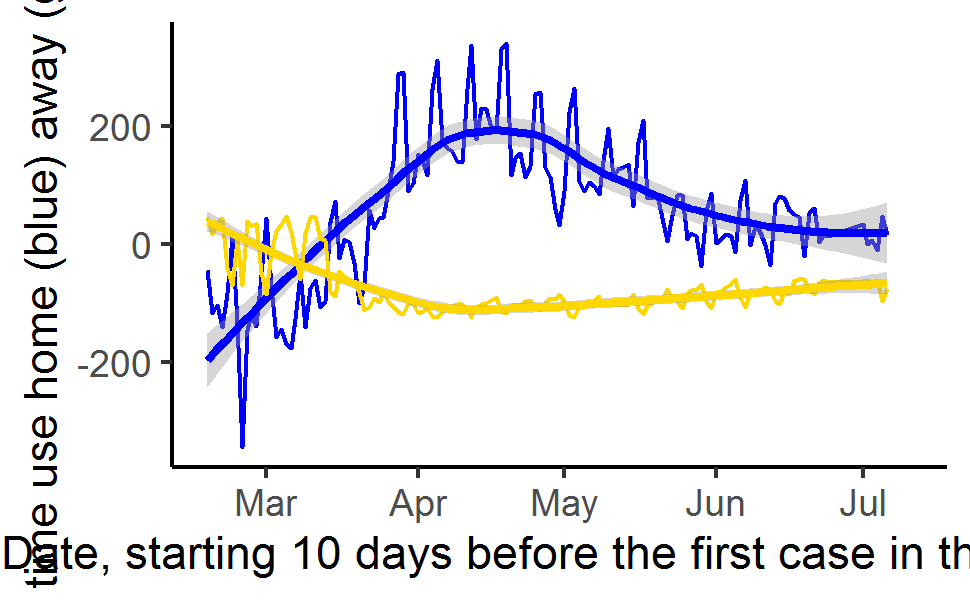 time use home (blue) away (
200
0
-200
Mar Apr May Jun Jul
Date, starting 10 days before the first case in th